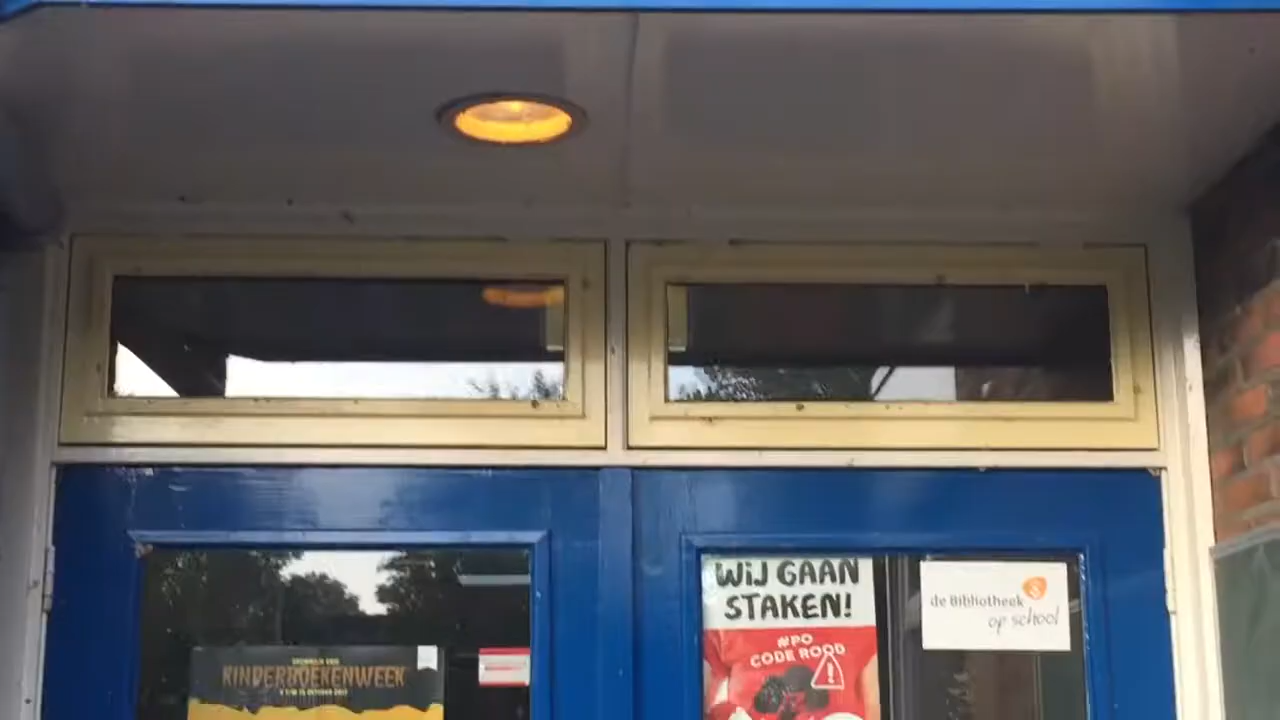 WIJ GAAN
STAKEN!
#PO
CODE ROOD
de Bibliotheek
op school
KINDERBOEKENWEEK